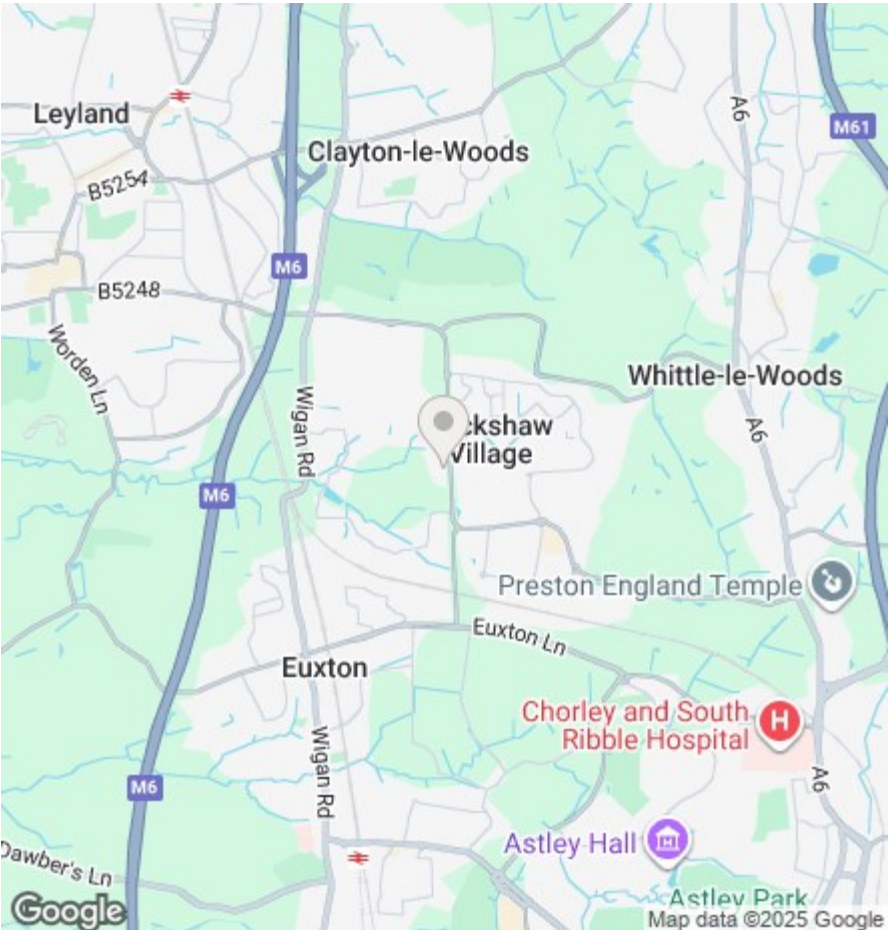 A6
M61
Leyland
Clayton-le-Woods
B5254
M6
B5248
Worden Ln
Whittle-le-Woods
Wigan Rd
ckshaw
Village
A6
M6
Preston England Temple
Euxton Ln
Euxton
Chorley and South
Ribble Hospital
H
Wigan Rd
M6
A6
Astley Hall
Dawber's Ln
Astley Park
Google
Map data ©2025 Google